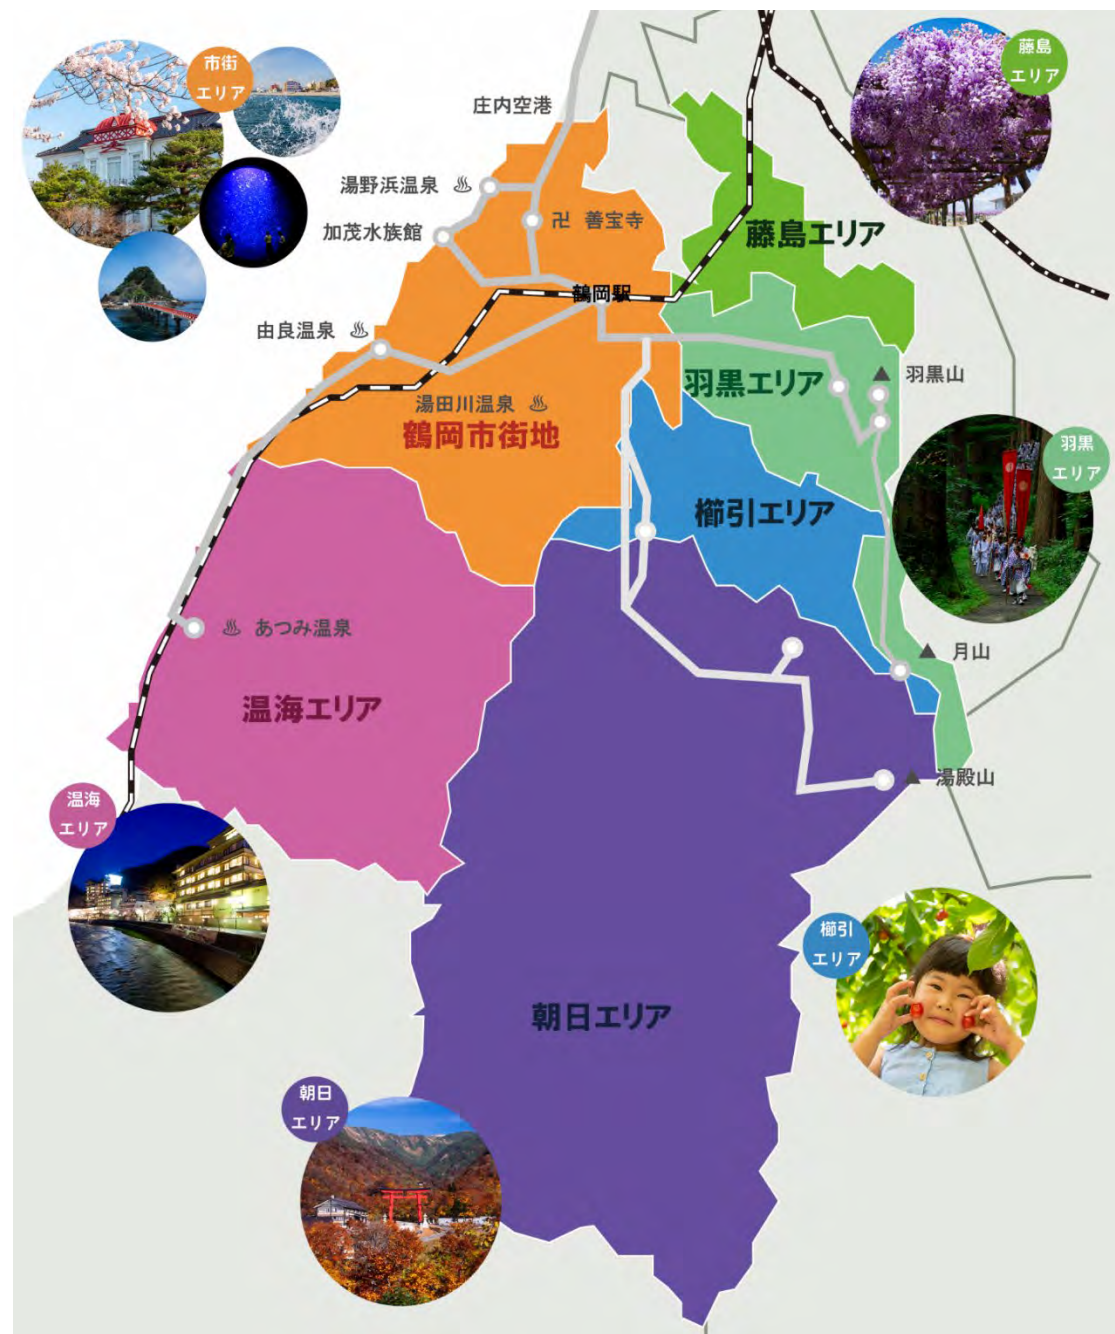 市街
エリア
藤島
エリア
庄内空港
湯野浜温泉
卍 善宝寺
加茂水族館
藤島エリア
鶴岡駅
由良温泉
羽黒エリア
羽黒山
湯田川温泉
鶴岡市街地
羽黒
エリア
櫛引エリア
あつみ温泉
月山
温海エリア
湯殿山
温海
エリア
櫛引
エリア
朝日エリア
朝日
エリア